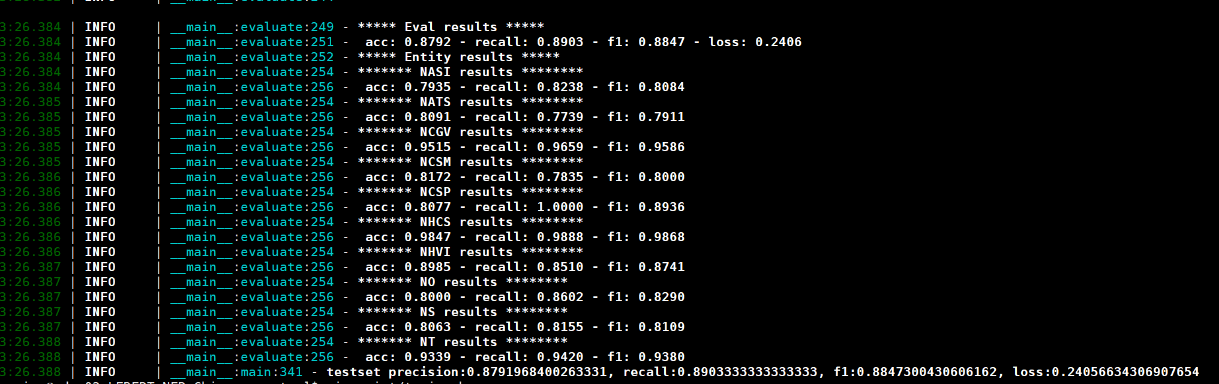 3:26.384 | INFO | __main__:evaluate:249 - ***** Eval results *****
3:26.384 | INFO | __main__:evaluate:251 - acc: 0.8792 - recall: 0.8903 - f1: 0.8847 - loss: 0.2406
3:26.384 | INFO | __main__:evaluate:252 - ***** Entity results *****
3:26.384 | INFO | __main__:evaluate:254 - ******* NASI results ********
3:26.384 | INFO | __main__:evaluate:256 - acc: 0.7935 - recall: 0.8238 - f1: 0.8084
3:26.385 | INFO | __main__:evaluate:254 - ******* NATS results ********
3:26.385 | INFO | __main__:evaluate:256 - acc: 0.8091 - recall: 0.7739 - f1: 0.7911
3:26.385 | INFO | __main__:evaluate:254 - ******* NCGV results ********
3:26.385 | INFO | __main__:evaluate:256 - acc: 0.9515 - recall: 0.9659 - f1: 0.9586
3:26.385 | INFO | __main__:evaluate:254 - ******* NCSM results ********
3:26.386 | INFO | __main__:evaluate:256 - acc: 0.8172 - recall: 0.7835 - f1: 0.8000
3:26.386 | INFO | __main__:evaluate:254 - ******* NCSP results ********
3:26.386 | INFO | __main__:evaluate:256 - acc: 0.8077 - recall: 1.0000 - f1: 0.8936
3:26.386 | INFO | __main__:evaluate:254 - ******* NHCS results ********
3:26.386 | INFO | __main__:evaluate:256 - acc: 0.9847 - recall: 0.9888 - f1: 0.9868
3:26.386 | INFO | __main__:evaluate:254 - ******* NHVI results ********
3:26.387 | INFO | __main__:evaluate:256 - acc: 0.8985 - recall: 0.8510 - f1: 0.8741
3:26.387 | INFO | __main__:evaluate:254 - ******* NO results ********
3:26.387 | INFO | __main__:evaluate:256 - acc: 0.8000 - recall: 0.8602 - f1: 0.8290
3:26.387 | INFO | __main__:evaluate:254 - ******* NS results ********
3:26.387 | INFO | __main__:evaluate:256 - acc: 0.8063 - recall: 0.8155 - f1: 0.8109
3:26.388 | INFO | __main__:evaluate:254 - ******* NT results ********
3:26.388 | INFO | __main__:evaluate:256 - acc: 0.9339 - recall: 0.9420 - f1: 0.9380
3:26.388 | INFO | __main__:main:341 - testset precision:0.8791968400263331, recall:0.8903333333333333, f1:0.8847300430606162, loss:0.24056634306907654